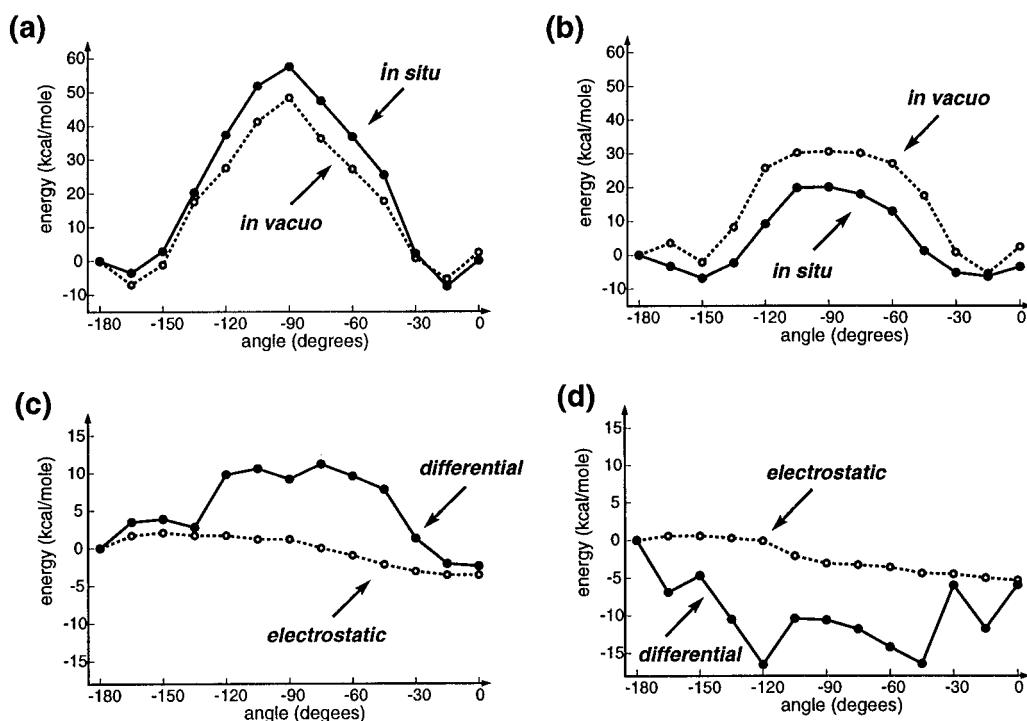 (a)
energy (kcal/mole)
60
50
40
30
20
10
0
-10
in situ
in vacuo
-180 -150 -120 -90 -60 -30 0
angle (degrees)
(b)
energy (kcal/mole)
60
50
40
30
20
10
0
-10
in vacuo
in situ
-180 -150 -120 -90 -60 -30 0
angle (degrees)
(c)
energy (kcal/mole)
15
10
5
0
-5
-10
-15
differential
electrostatic
-180 -150 -120 -90 -60 -30 0
angle (degees)
(d)
energy (kcal/mole)
15
10
5
0
-5
-10
-15
electrostatic
differential
-180 -150 -120 -90 -60 -30 0
angle (degrees)